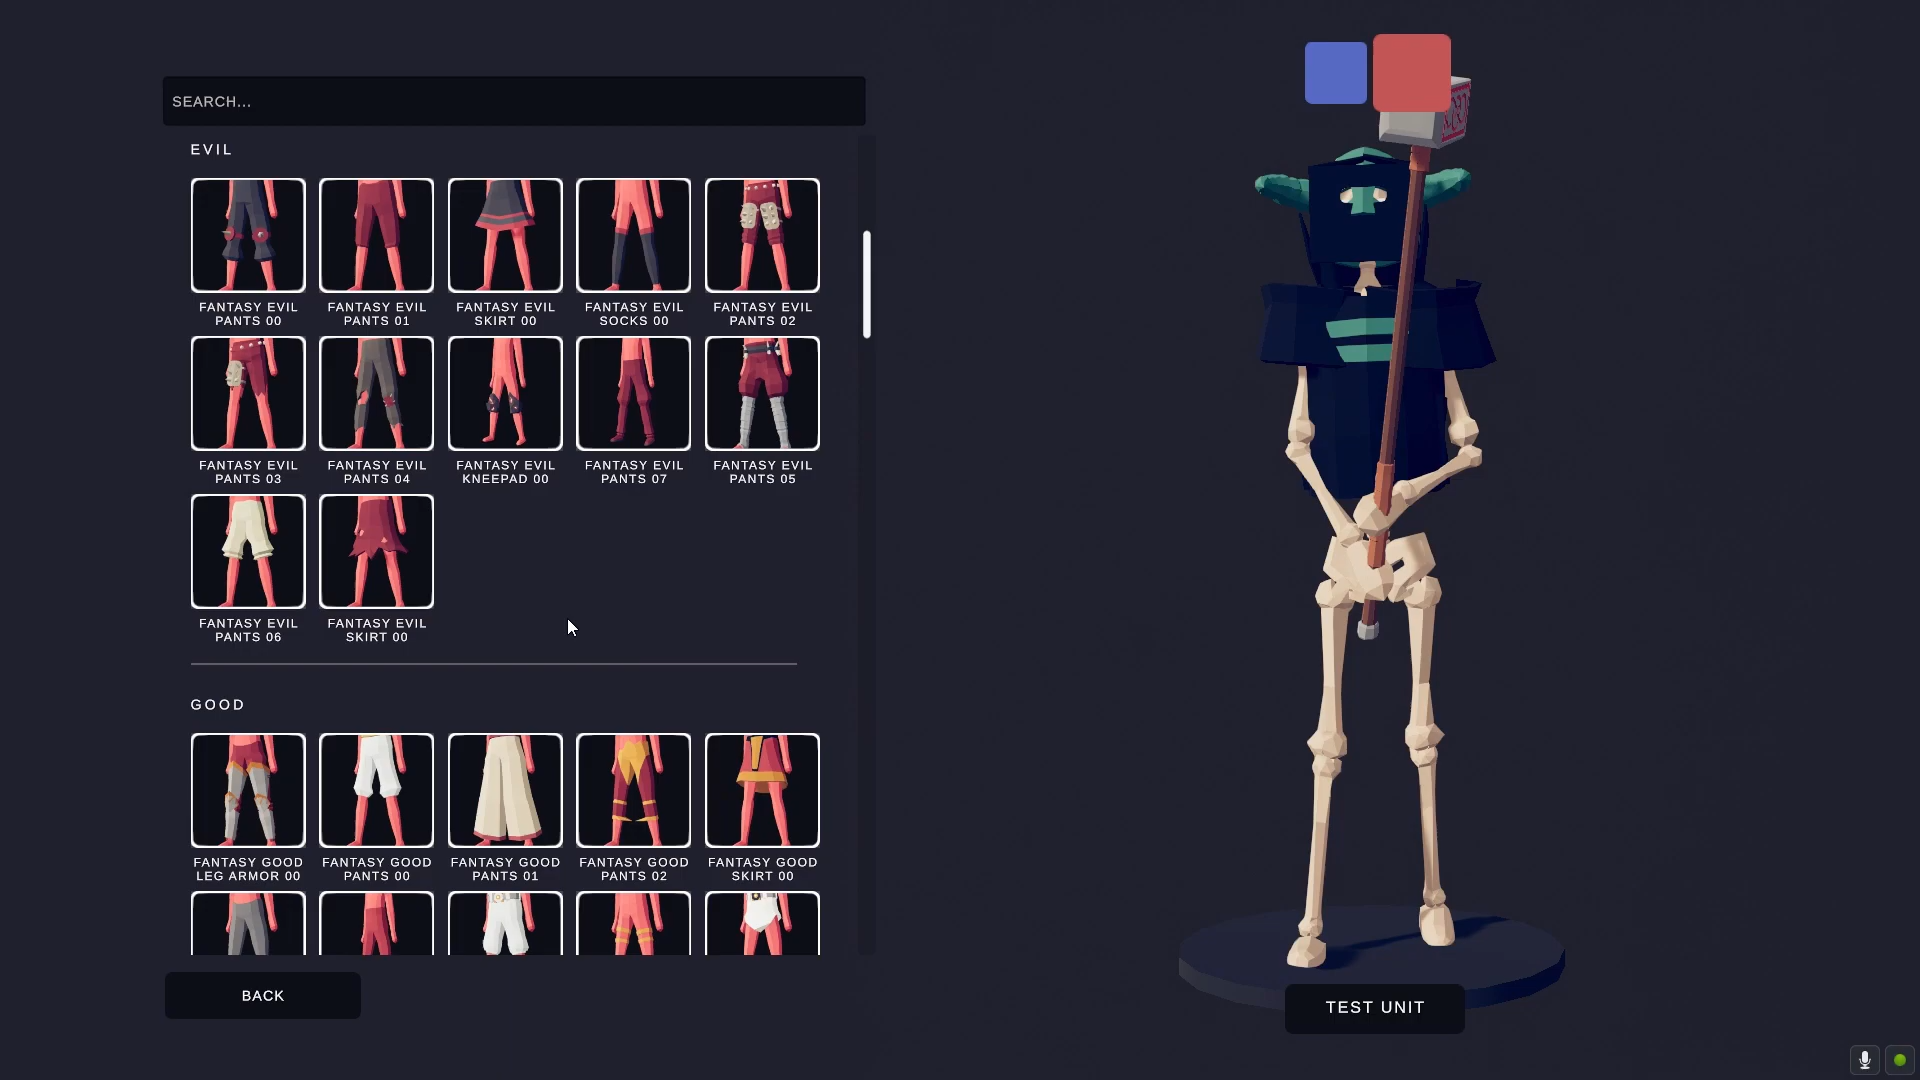 SEARCH...
EVIL
FANTASY EVIL
PANTS 00
FANTASY EVIL
PANTS 01
FANTASY EVIL
SKIRT 00
FANTASY EVIL
SOCKS 00
FANTASY EVIL
PANTS 02
FANTASY EVIL
PANTS 03
FANTASY EVIL
PANTS 04
FANTASY EVIL
KNEEPAD 00
FANTASY EVIL
PANTS 07
FANTASY EVIL
PANTS 05
FANTASY EVIL
PANTS 06
FANTASY EVIL
SKIRT 00
GOOD
FANTASY GOOD
LEG ARMOR 00
FANTASY GOOD
PANTS 00
FANTASY GOOD
PANTS 01
FANTASY GOOD
PANTS 02
FANTASY GOOD
SKIRT 00
BACK
TEST UNIT